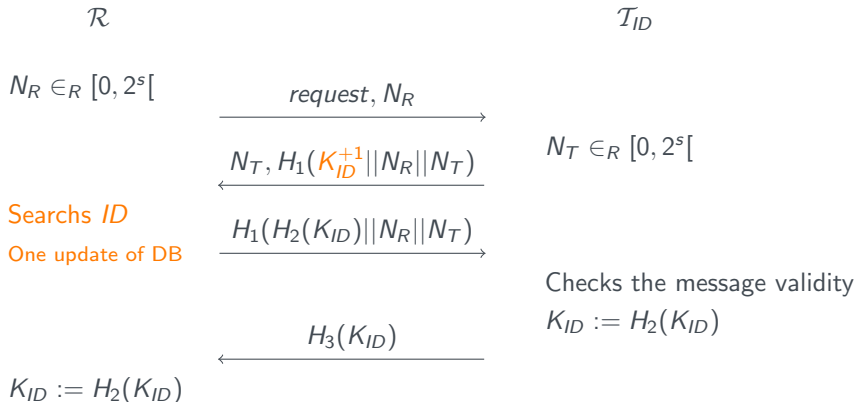 R T_ID
N_R ∈_R [0, 2^s[
request, N_R
N_T ∈_R [0, 2^s[
N_T, H_1(K_ID^{+1}||N_R||N_T)
Searchs ID
One update of DB
H_1(H_2(K_ID)||N_R||N_T)
Checks the message validity
K_ID := H_2(K_ID)
H_3(K_ID)
K_ID := H_2(K_ID)